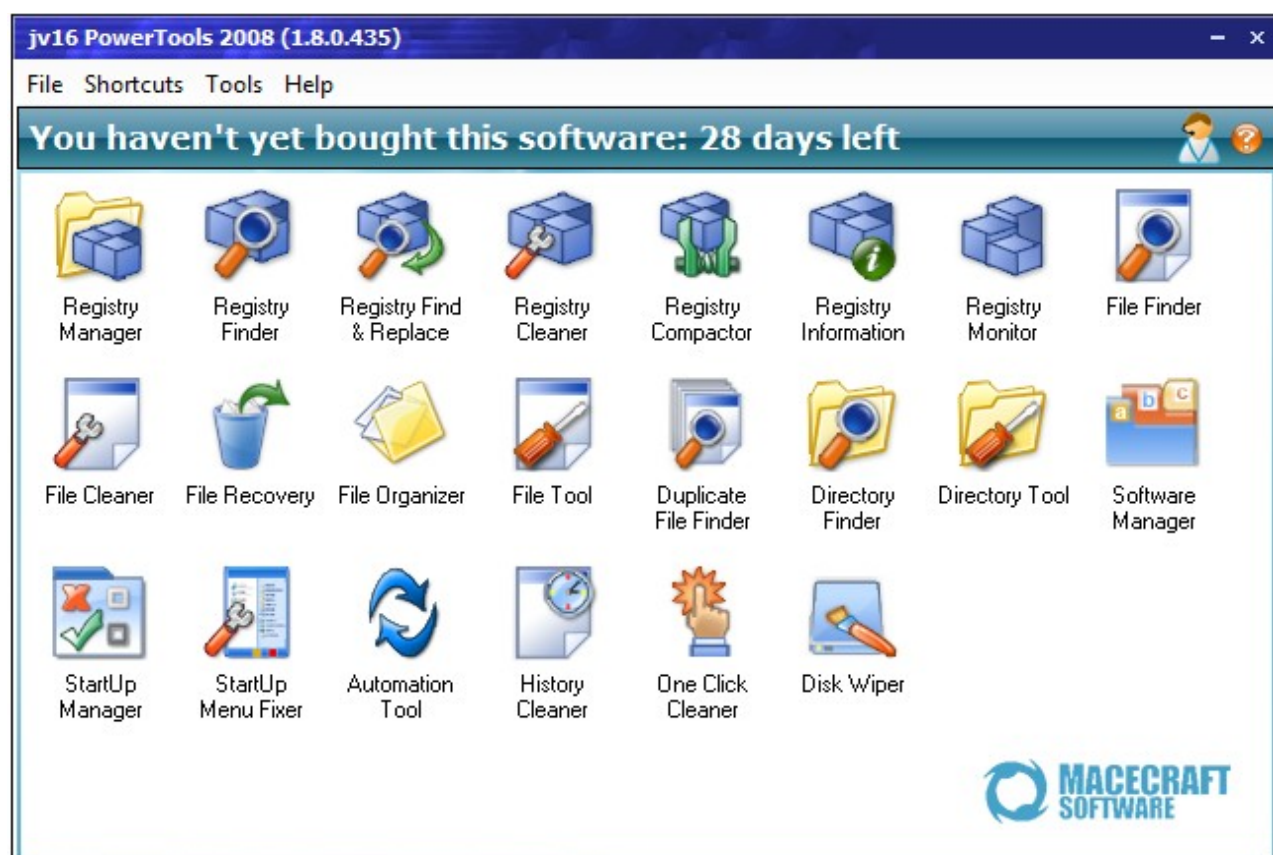 jv16 PowerTools 2008 (1.8.0.435)
File Shortcuts Tools Help
You haven't yet bought this software: 28 days left
Registry Manager
Registry Finder
Registry Find & Replace
Registry Cleaner
Registry Compactor
Registry Information
Registry Monitor
File Finder
File Cleaner
File Recovery
File Organizer
File Tool
Duplicate File Finder
Directory Finder
Directory Tool
a b c
Software Manager
StartUp Manager
StartUp Menu Fixer
Automation Tool
History Cleaner
One Click Cleaner
Disk Wiper
MACECRAFT
SOFTWARE